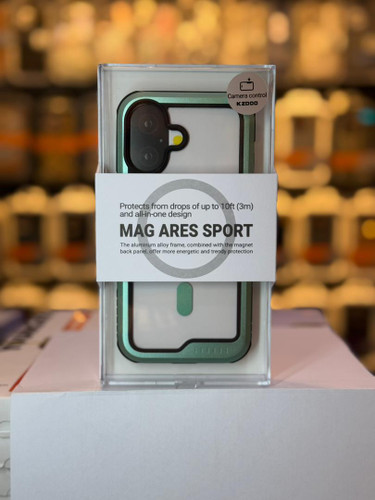 Camera control
KZDOO
Protects from drops of up to 10ft (3m)
and all-in-one design
MAG ARES SPORT
The aluminum alloy frame, combined with the magnet
back panel, offer more energetic and trendy protection